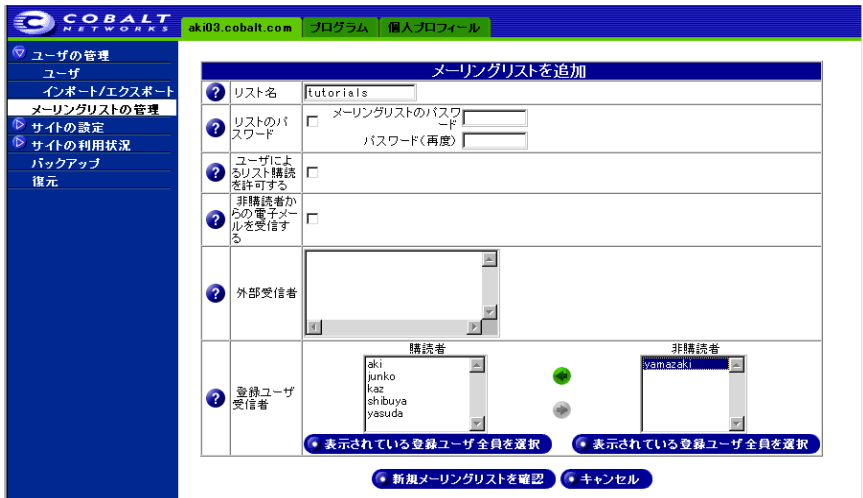 COBALT
NETWORKS
aki03.cobalt.com
プログラム
個人プロフィール
ユーザの管理
ユーザ
インポート/エクスポート
メーリングリストの管理
サイトの設定
サイトの利用状況
バックアップ
復元
メーリングリストを追加
リスト名
tutorials
リストのパ
スワード
メーリングリストのパスワ
ード
パスワード(再度)
ユーザによ
るリスト購読
を許可する
非購読者か
らの電子メー
ルを受信す
る
外部受信者
登録ユーザ
受信者
購読者
aki
junko
kaz
shibuya
yasuda
非購読者
yamazaki
表示されている登録ユーザ全員を選択
表示されている登録ユーザ全員を選択
新規メーリングリストを確認
キャンセル